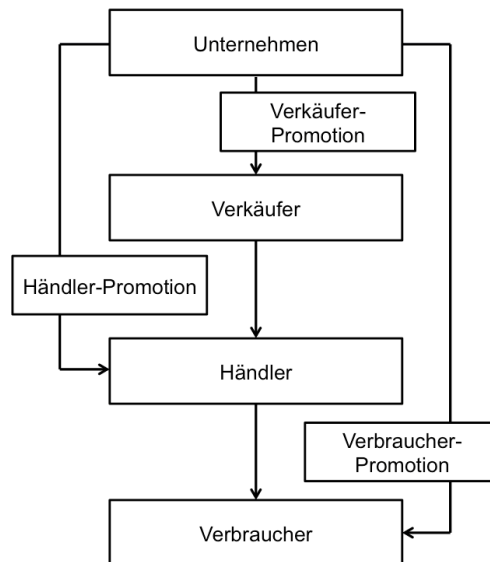 Unternehmen
Verkäufer-
Promotion
Verkäufer
Händler-Promotion
Händler
Verbraucher-
Promotion
Verbraucher